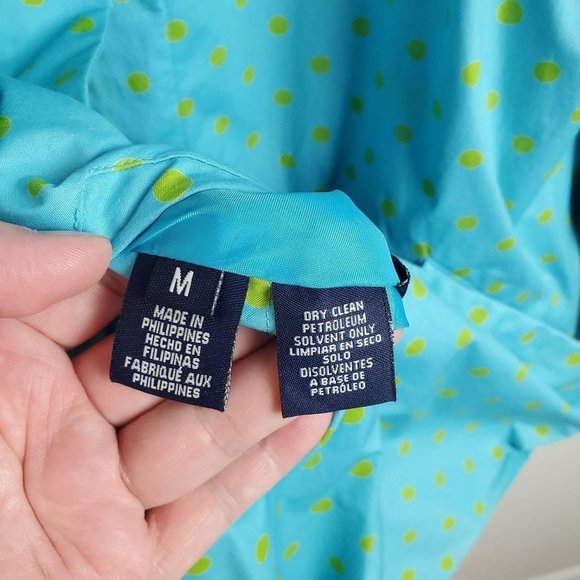 M
MADE IN
PHILIPPINES
HECHO EN
FILIPINAS
FABRIQUÉ AUX
PHILIPPINES
DRY CLEAN
PETROLEUM
SOLVENT ONLY
LIMPIAR EN SECO
SOLO
DISOLVENTES
A BASE DE
PETRÓLEO